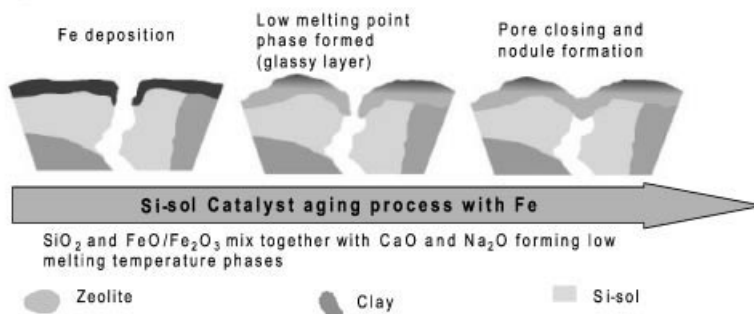 Fe deposition
Low melting point
phase formed
(glassy layer)
Pore closing and
nodule formation
Si-sol Catalyst aging process with Fe
SiO₂ and FeO/Fe₂O₃ mix together with CaO and Na₂O forming low
melting temperature phases
Zeolite
Clay
Si-sol